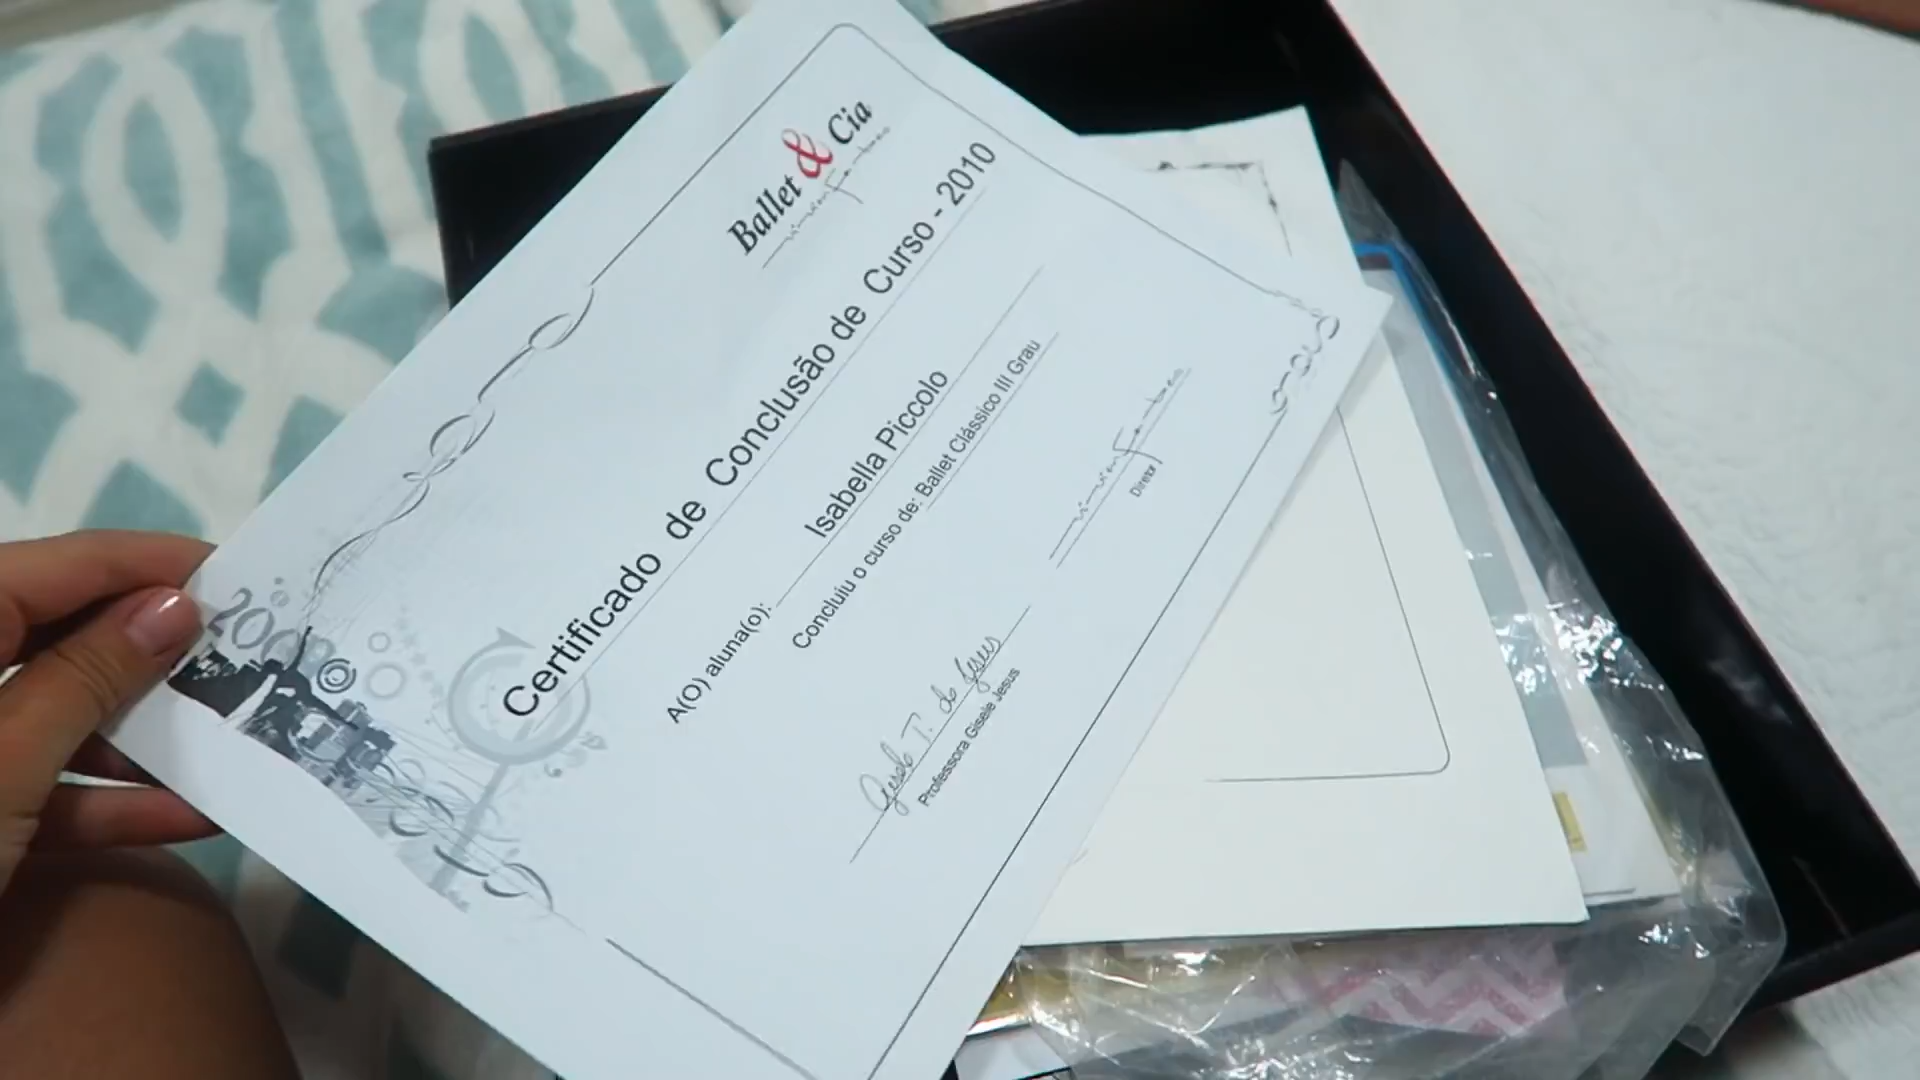 Ballet & Cia
Certificado de Conclusão de Curso - 2010
A(O) aluna(o): Isabella Piccolo
Concluiu o curso de: Ballet Clássico III Grau
Professora Gisele Jesus
Diretor